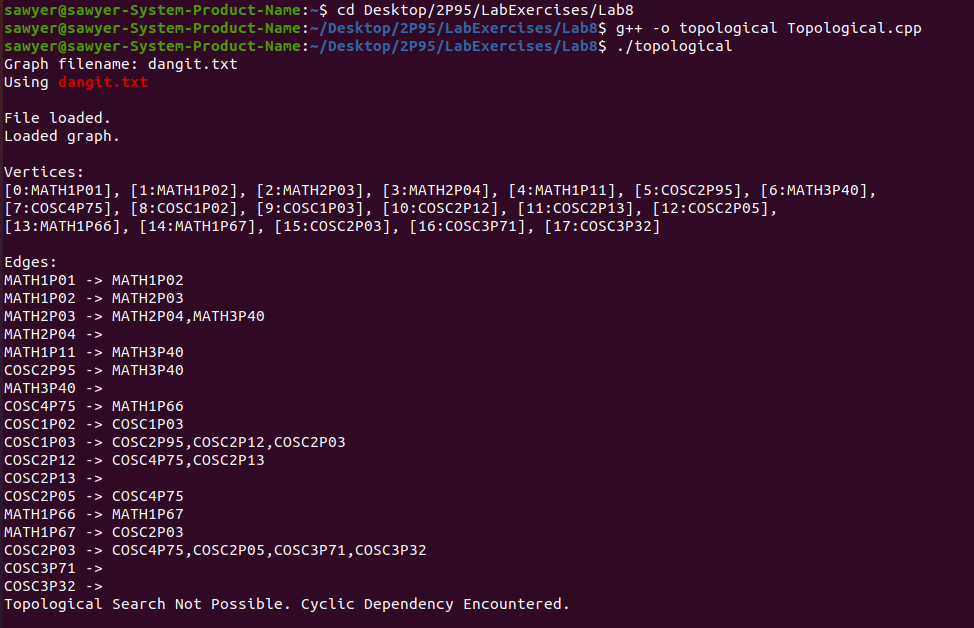 sawyer@sawyer-System-Product-Name:~$ cd Desktop/2P95/LabExercises/Lab8
sawyer@sawyer-System-Product-Name:~/Desktop/2P95/LabExercises/Lab8$ g++ -o topological Topological.cpp
sawyer@sawyer-System-Product-Name:~/Desktop/2P95/LabExercises/Lab8$ ./topological
Graph filename: dangit.txt
Using dangit.txt

File loaded.
Loaded graph.

Vertices:
[0:MATH1P01], [1:MATH1P02], [2:MATH2P03], [3:MATH2P04], [4:MATH1P11], [5:COSC2P95], [6:MATH3P40],
[7:COSC4P75], [8:COSC1P02], [9:COSC1P03], [10:COSC2P12], [11:COSC2P13], [12:COSC2P05],
[13:MATH1P66], [14:MATH1P67], [15:COSC2P03], [16:COSC3P71], [17:COSC3P32]

Edges:
MATH1P01 -> MATH1P02
MATH1P02 -> MATH2P03
MATH2P03 -> MATH2P04,MATH3P40
MATH2P04 ->
MATH1P11 -> MATH3P40
COSC2P95 -> MATH3P40
MATH3P40 ->
COSC4P75 -> MATH1P66
COSC1P02 -> COSC1P03
COSC1P03 -> COSC2P95,COSC2P12,COSC2P03
COSC2P12 -> COSC4P75,COSC2P13
COSC2P13 ->
COSC2P05 -> COSC4P75
MATH1P66 -> MATH1P67
MATH1P67 -> COSC2P03
COSC2P03 -> COSC4P75,COSC2P05,COSC3P71,COSC3P32
COSC3P71 ->
COSC3P32 ->
Topological Search Not Possible. Cyclic Dependency Encountered.